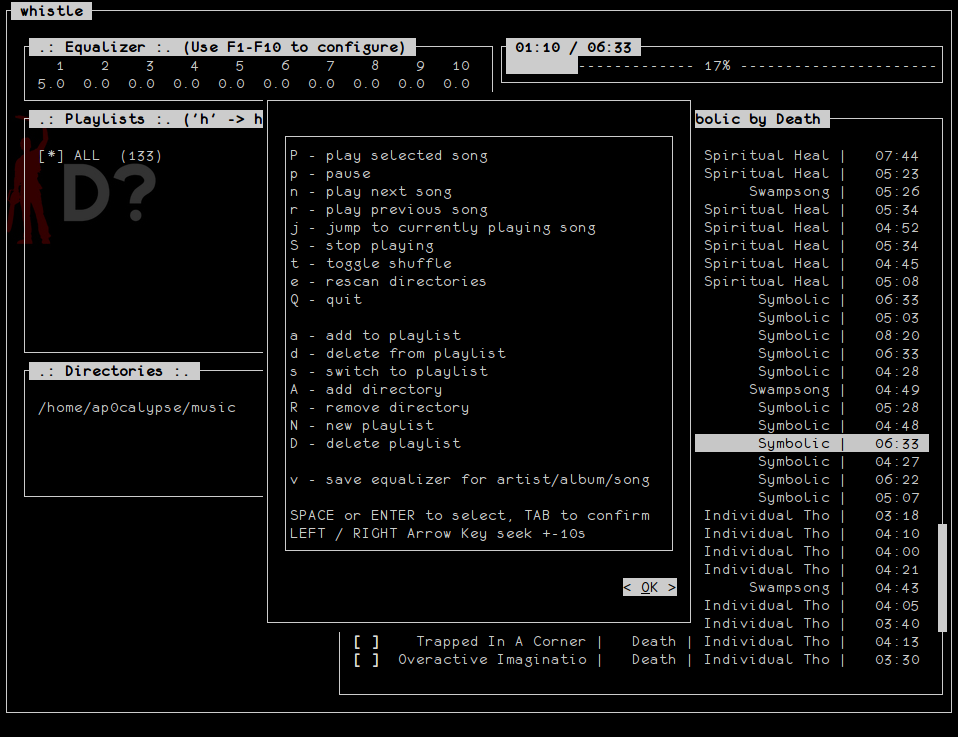 whistle
.: Equalizer :. (Use F1-F10 to configure)
1 2 3 4 5 6 7 8 9 10
5.0 0.0 0.0 0.0 0.0 0.0 0.0 0.0 0.0 0.0
01:10 / 06:33
------------- 17% ----------------------
.: Playlists :. ('h' -> h
[*] ALL (133)
D?
.: Directories :.
/home/ap0calypse/music
P - play selected song
p - pause
n - play next song
r - play previous song
j - jump to currently playing song
S - stop playing
t - toggle shuffle
e - rescan directories
Q - quit
a - add to playlist
d - delete from playlist
s - switch to playlist
A - add directory
R - remove directory
N - new playlist
D - delete playlist
v - save equalizer for artist/album/song
SPACE or ENTER to select, TAB to confirm
LEFT / RIGHT Arrow Key seek +-10s
< OK >
bolic by Death
Spiritual Heal | 07:44
Spiritual Heal | 05:23
Swampsong | 05:26
Spiritual Heal | 05:34
Spiritual Heal | 04:52
Spiritual Heal | 05:34
Spiritual Heal | 04:45
Spiritual Heal | 05:08
Symbolic | 06:33
Symbolic | 05:03
Symbolic | 08:20
Symbolic | 06:33
Symbolic | 04:28
Swampsong | 04:49
Symbolic | 05:28
Symbolic | 04:48
Symbolic | 06:33
Symbolic | 04:27
Symbolic | 06:22
Symbolic | 05:07
Individual Tho | 03:18
Individual Tho | 04:10
Individual Tho | 04:00
Individual Tho | 04:21
Swampsong | 04:43
Individual Tho | 04:05
Individual Tho | 03:40
[ ] Trapped In A Corner | Death | Individual Tho | 04:13
[ ] Overactive Imaginatio | Death | Individual Tho | 03:30